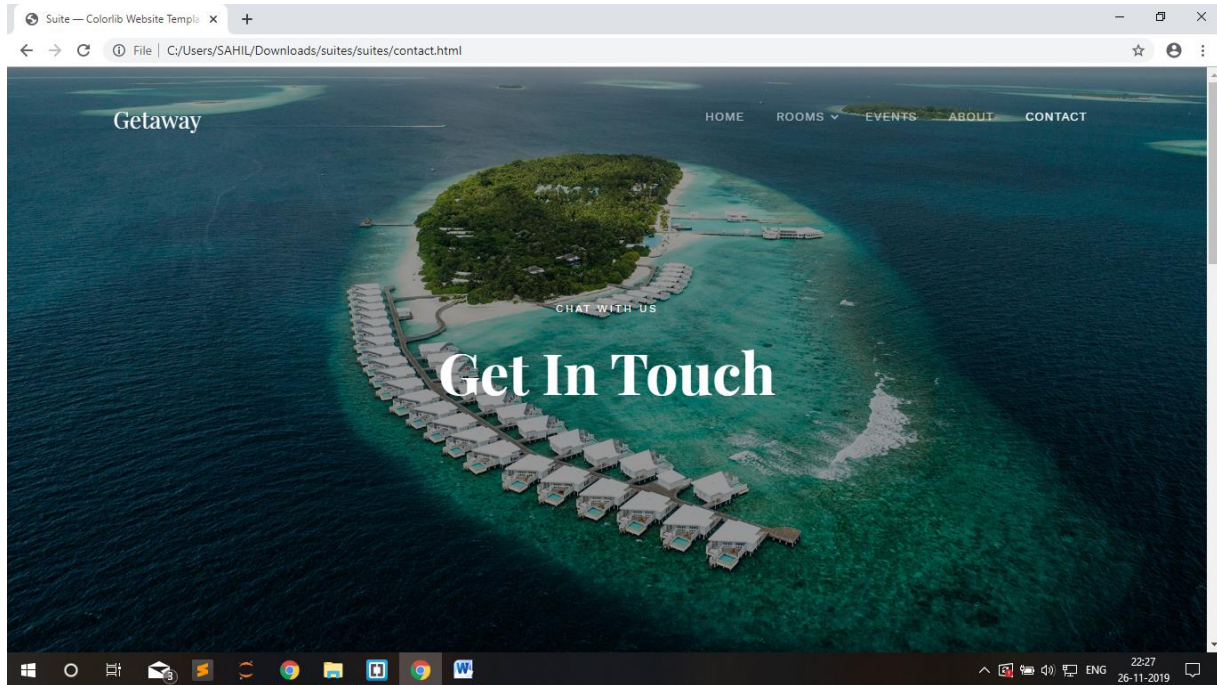 Suite — Colorlib Website Templa
File | C:/Users/SAHIL/Downloads/suites/suites/contact.html
Getaway
HOME ROOMS EVENTS ABOUT CONTACT
CHAT WITH US
Get In Touch
3
W
ENG
22:27
26-11-2019